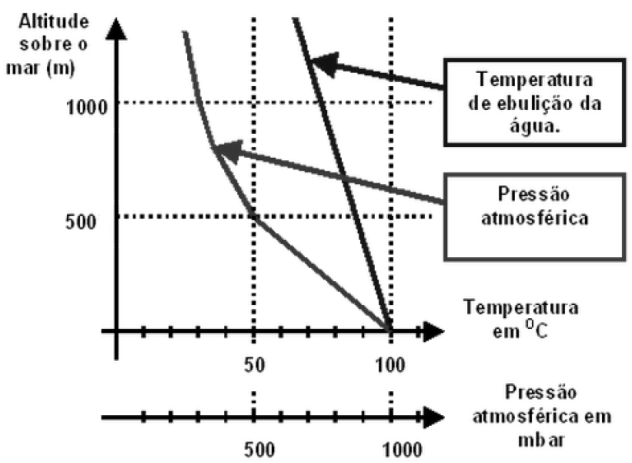 Altitude
sobre o
mar (m)
1000
500
Temperatura
de ebulição da
água.
Pressão
atmosférica
Temperatura
em ⁰C
50
100
Pressão
atmosférica em
mbar
500
1000